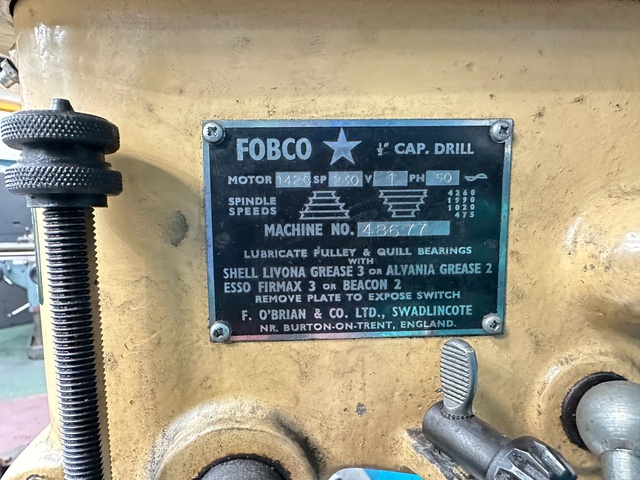 FOBCO ★ ½" CAP. DRILL
MOTOR 1420 SP 230 V 1 PH 50 ~
SPINDLE SPEEDS
4260
1990
1020
475
MACHINE NO. 48677
LUBRICATE PULLEY & QUILL BEARINGS
WITH
SHELL LIVONA GREASE 3 OR ALVANIA GREASE 2
ESSO FIRMAX 3 OR BEACON 2
REMOVE PLATE TO EXPOSE SWITCH
F. O'BRIAN & CO. LTD., SWADLINCOTE
NR. BURTON-ON-TRENT, ENGLAND.